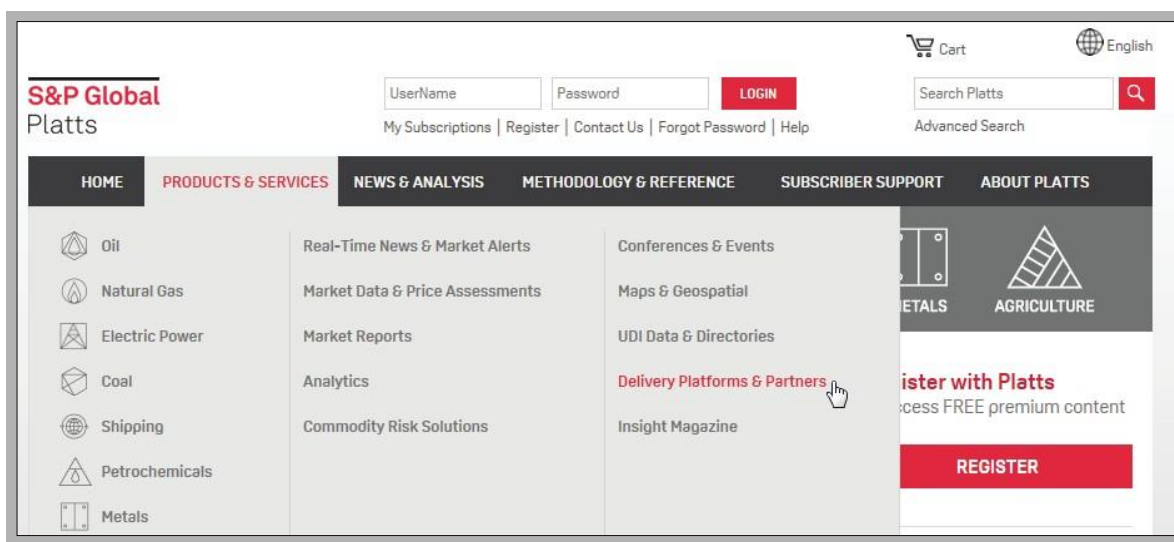 Cart
English
S&P Global
Platts
UserName
Password
LOGIN
Search Platts
My Subscriptions | Register | Contact Us | Forgot Password | Help
Advanced Search
HOME
PRODUCTS & SERVICES
NEWS & ANALYSIS
METHODOLOGY & REFERENCE
SUBSCRIBER SUPPORT
ABOUT PLATTS
Oil
Natural Gas
Electric Power
Coal
Shipping
Petrochemicals
Metals
Real-Time News & Market Alerts
Market Data & Price Assessments
Market Reports
Analytics
Commodity Risk Solutions
Conferences & Events
Maps & Geospatial
UDI Data & Directories
Delivery Platforms & Partners
Insight Magazine
ETALS
AGRICULTURE
ister with Platts
ccess FREE premium content
REGISTER